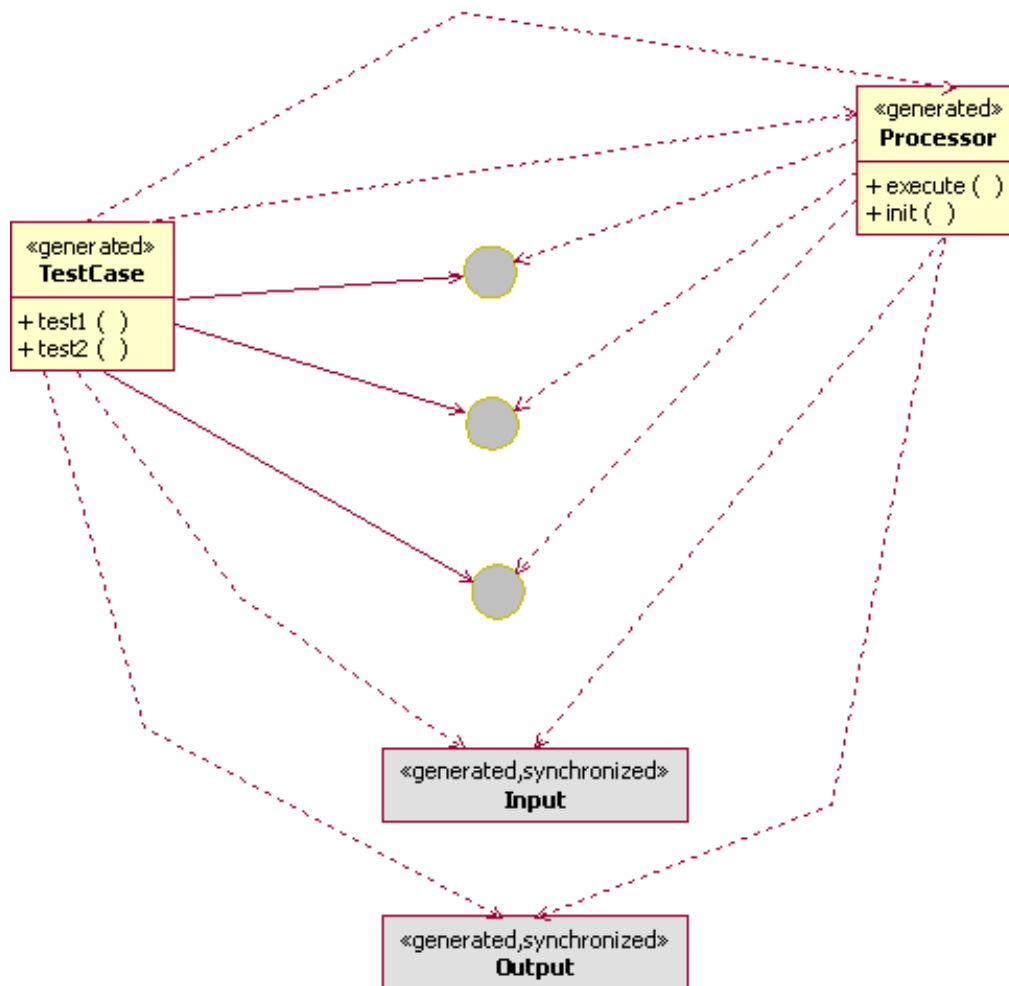 «generated»
Processor
+ execute ( )
+ init ( )
«generated»
TestCase
+ test1 ( )
+ test2 ( )
«generated,synchronized»
Input
«generated,synchronized»
Output